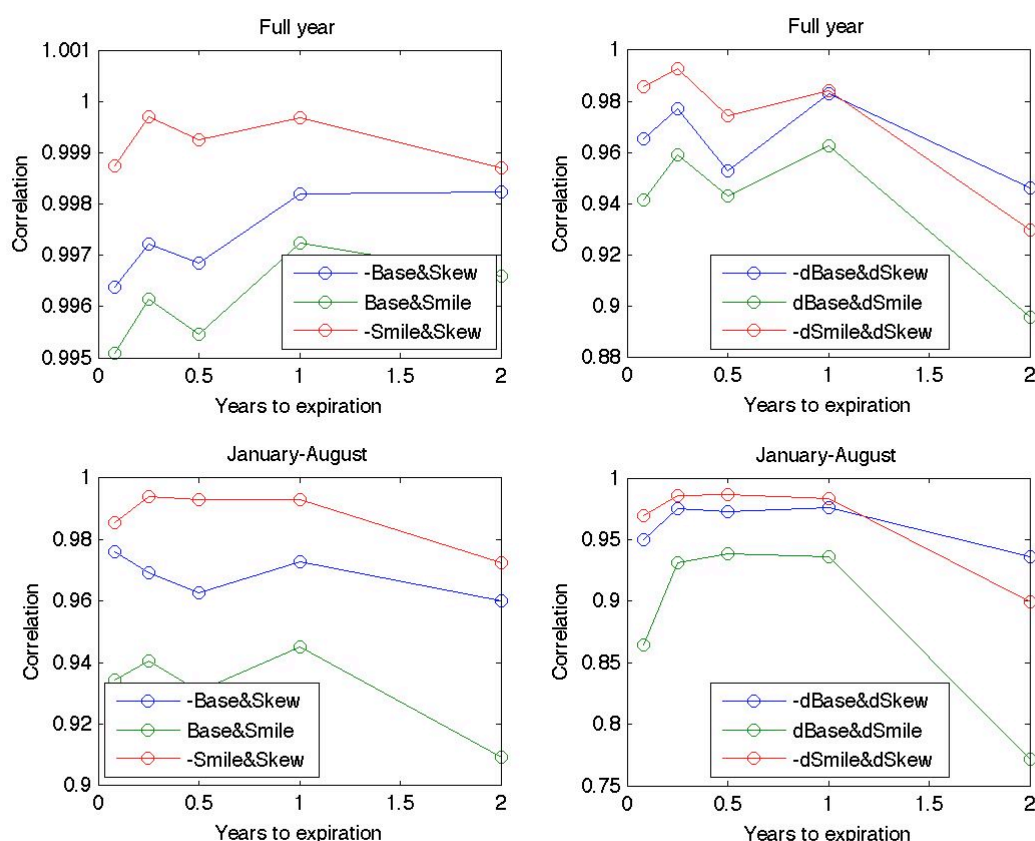 Full year
1.001
1
0.999
0.998
0.997
0.996
0.995
Correlation
-Base&Skew
Base&Smile
-Smile&Skew
0 0.5 1 1.5 2
Years to expiration
Full year
1
0.98
0.96
0.94
0.92
0.9
0.88
Correlation
-dBase&dSkew
dBase&dSmile
-dSmile&dSkew
0 0.5 1 1.5 2
Years to expiration
January-August
1
0.98
0.96
0.94
0.92
0.9
Correlation
-Base&Skew
Base&Smile
-Smile&Skew
0 0.5 1 1.5 2
Years to expiration
January-August
1
0.95
0.9
0.85
0.8
0.75
Correlation
-dBase&dSkew
dBase&dSmile
-dSmile&dSkew
0 0.5 1 1.5 2
Years to expiration